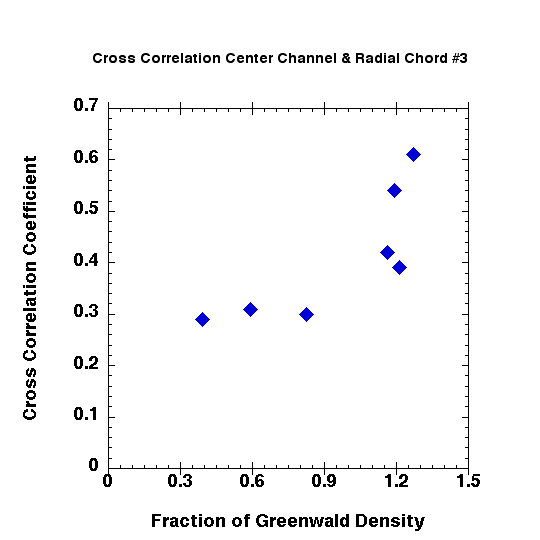 Cross Correlation Center Channel & Radial Chord #3
0.7
0.6
0.5
0.4
0.3
0.2
0.1
0
Cross Correlation Coefficient
0 0.3 0.6 0.9 1.2 1.5
Fraction of Greenwald Density